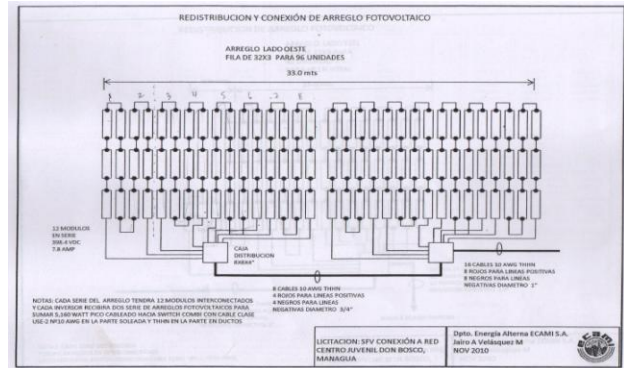 REDISTRIBUCION Y CONEXIÓN DE ARREGLO FOTOVOLTAICO
ARREGLO LADO OESTE
FILA DE 32X3 PARA 96 UNIDADES
33.0 mts
12 MODULOS
EN SERIE
398.4 VDC
7.8 AMP
CAJA
DISTRIBUCION
8X8X4"
16 CABLES 10 AWG THHN
8 ROJOS PARA LINEAS POSITIVAS
8 NEGROS PARA LINEAS
NEGATIVAS DIAMETRO 1"
8 CABLES 10 AWG THHN
4 ROJOS PARA LINEAS POSITIVAS
4 NEGROS PARA LINEAS
NEGATIVAS DIAMETRO 3/4"
NOTAS: CADA SERIE DEL ARREGLO TENDRA 12 MODULOS INTERCONECTADOS
Y CADA INVERSOR RECIBIRA DOS SERIE DE ARREGLOS FOTOVOLTAICOS PARA
SUMAR 5,160 WATT PICO CABLEADO HACIA SWITCH COMBI CON CABLE CLASE
USE-2 Nº10 AWG EN LA PARTE SOLEADA Y THHN EN LA PARTE EN DUCTOS
LICITACION: SFV CONEXIÓN A RED
CENTRO JUVENIL DON BOSCO,
MANAGUA
Dpto. Energía Alterna ECAMI S.A.
Jairo A Velásquez M
NOV 2010
ecami